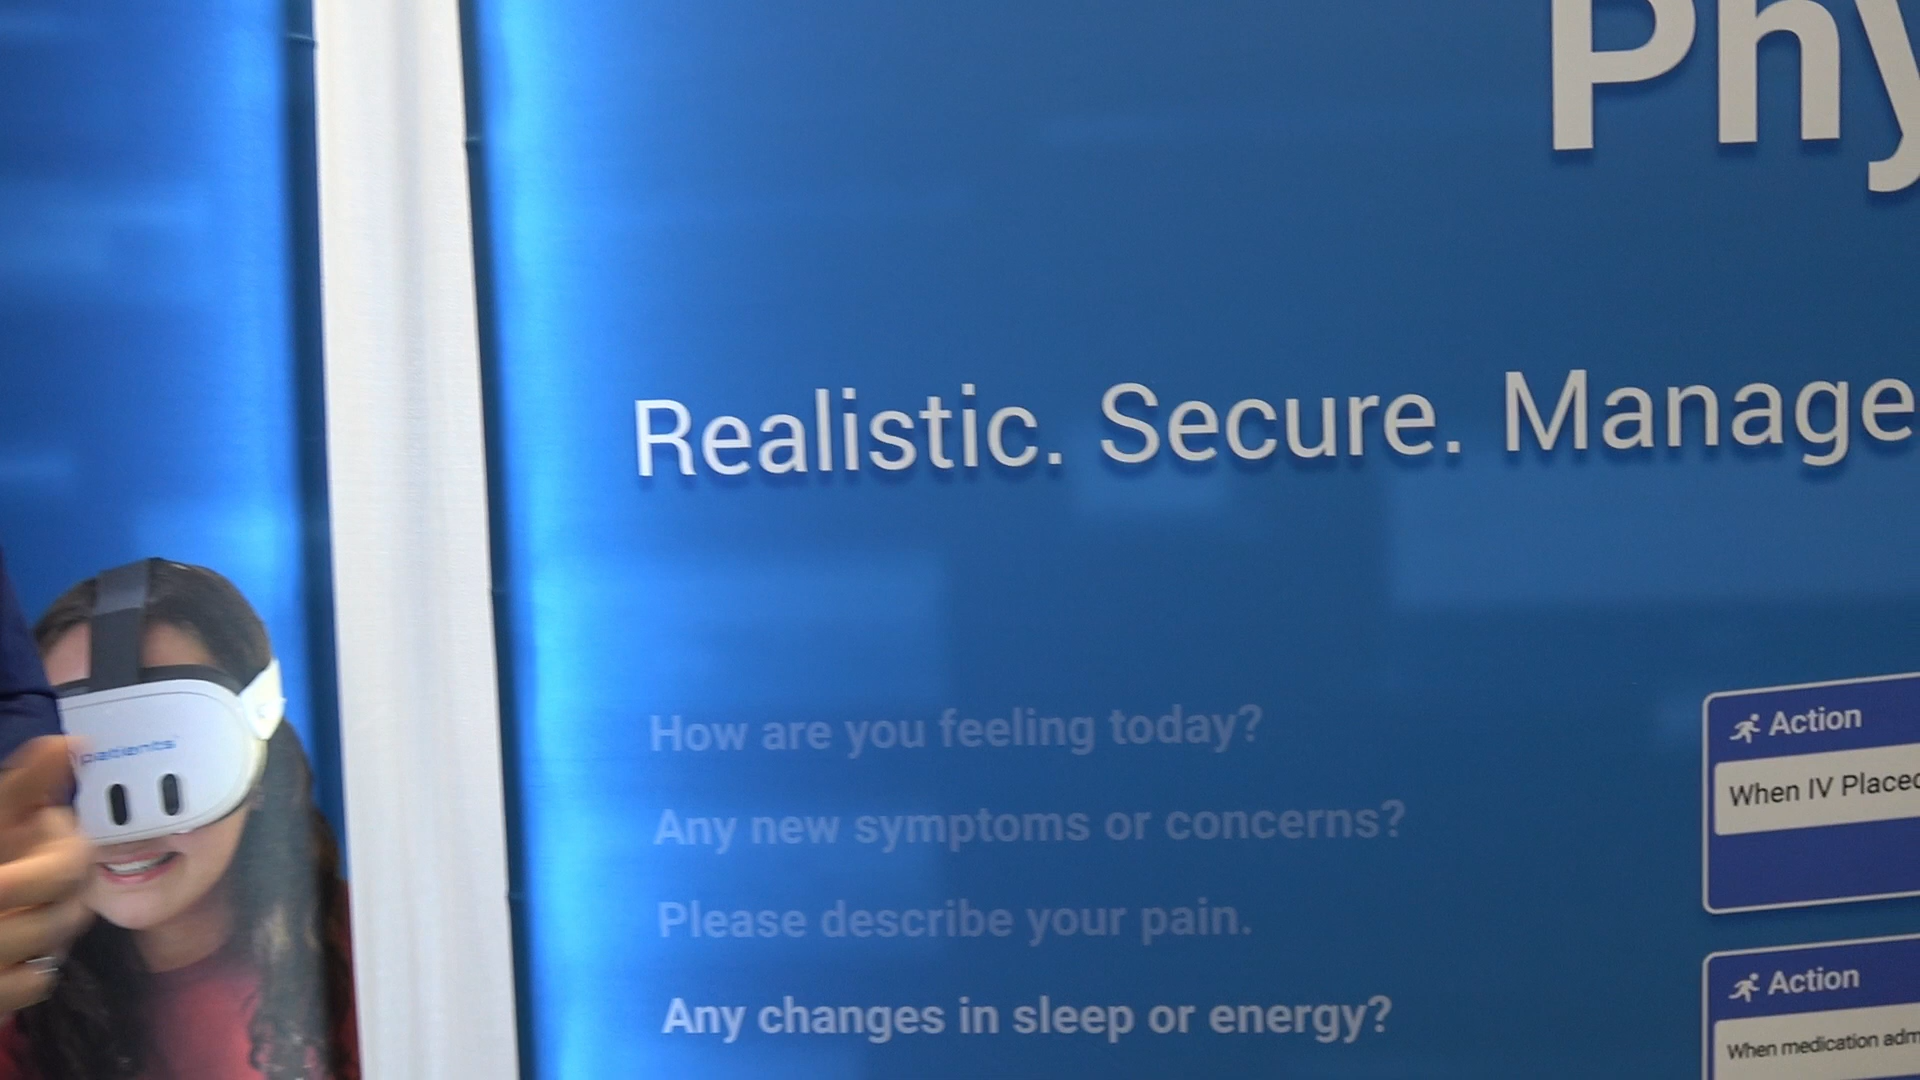 Phy
Realistic. Secure. Manage
How are you feeling today?
Any new symptoms or concerns?
Please describe your pain.
Any changes in sleep or energy?
Action
When IV Placed
Action
When medication adm
patients